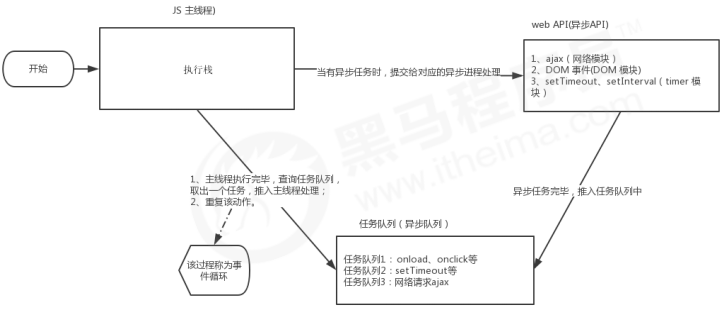 JS 主线程)
web API(异步API)
开始
执行栈
当有异步任务时，提交给对应的异步进程处理
1、ajax（网络模块）
2、DOM 事件(DOM 模块)
3、setTimeout、setInterval（timer 模
块）
1、主线程执行完毕，查询任务队列，
取出一个任务，推入主线程处理；
2、重复该动作。
异步任务完毕，推入任务队列中
任务队列（异步队列）
该过程称为事
件循环
任务队列1：onload、onclick等
任务队列2：setTimeout等
任务队列3：网络请求ajax
黑马程序员™
www.itheima.com